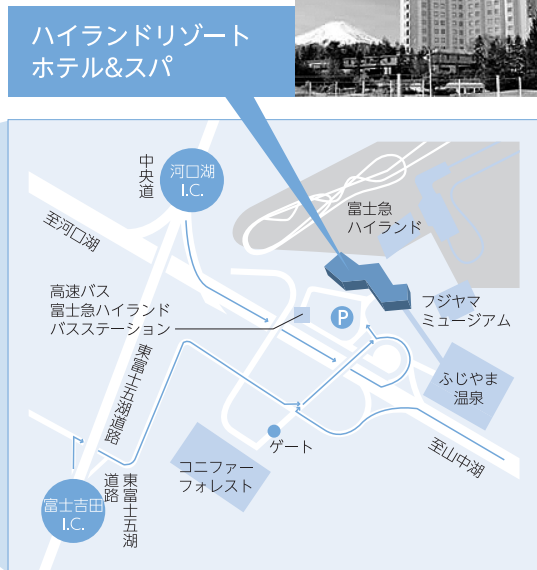 ハイランドリゾート
ホテル&スパ
中央道
河口湖
I.C.
至河口湖
富士急
ハイランド
高速バス
富士急ハイランド
バスステーション
P
フジヤマ
ミュージアム
東富士五湖道路
ふじやま
温泉
ゲート
至山中湖
コニファー
フォレスト
富士吉田
I.C.
東富士五湖
道路